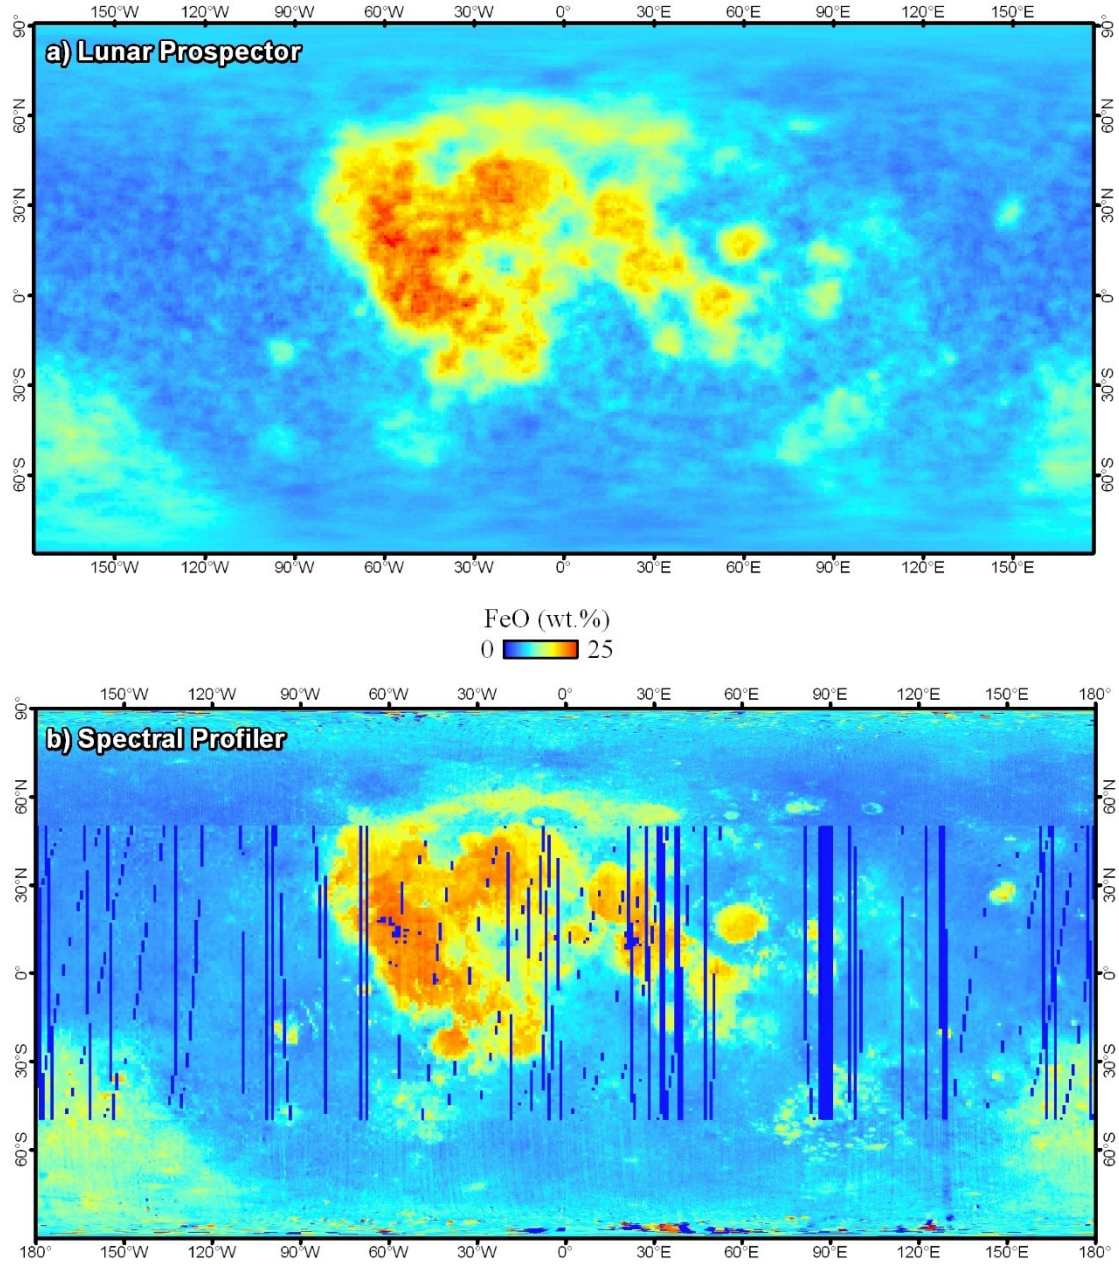 150°W 120°W 90°W 60°W 30°W 0° 30°E 60°E 90°E 120°E 150°E
90° 90°
a) Lunar Prospector
60°N 60°N
30°N 30°N
0° 0°
30°S 30°S
60°S 60°S
150°W 120°W 90°W 60°W 30°W 0° 30°E 60°E 90°E 120°E 150°E
FeO (wt.%)
0 25
150°W 120°W 90°W 60°W 30°W 0° 30°E 60°E 90°E 120°E 150°E 180°
90° 90°
b) Spectral Profiler
60°N 60°N
30°N 30°N
0° 0°
30°S 30°S
60°S 60°S
180° 150°W 120°W 90°W 60°W 30°W 0° 30°E 60°E 90°E 120°E 150°E 180°